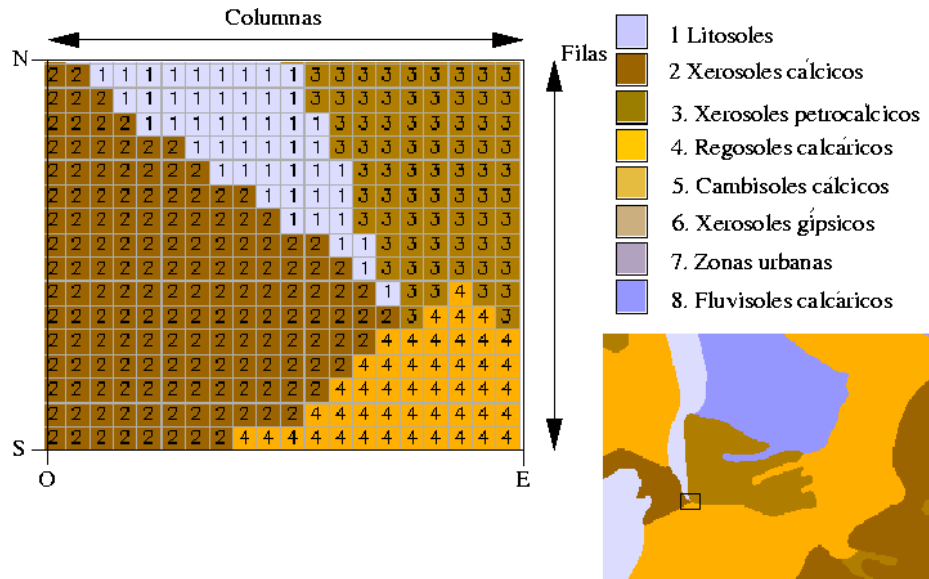 Columnas
N
Filas
2 2 1 1 1 1 1 1 1 1 1 3 3 3 3 3 3 3 3 3
2 2 2 1 1 1 1 1 1 1 1 3 3 3 3 3 3 3 3 3
2 2 2 2 1 1 1 1 1 1 1 1 3 3 3 3 3 3 3 3
2 2 2 2 2 2 1 1 1 1 1 1 3 3 3 3 3 3 3 3
2 2 2 2 2 2 2 1 1 1 1 1 1 3 3 3 3 3 3 3
2 2 2 2 2 2 2 2 2 1 1 1 1 3 3 3 3 3 3 3
2 2 2 2 2 2 2 2 2 2 1 1 1 3 3 3 3 3 3 3
2 2 2 2 2 2 2 2 2 2 2 2 1 1 3 3 3 3 3 3
2 2 2 2 2 2 2 2 2 2 2 2 2 1 3 3 3 3 3 3
2 2 2 2 2 2 2 2 2 2 2 2 2 2 1 3 3 4 3 3
2 2 2 2 2 2 2 2 2 2 2 2 2 2 2 3 4 4 4 3
2 2 2 2 2 2 2 2 2 2 2 2 2 2 4 4 4 4 4 4
2 2 2 2 2 2 2 2 2 2 2 2 2 4 4 4 4 4 4 4
2 2 2 2 2 2 2 2 2 2 2 2 4 4 4 4 4 4 4 4
2 2 2 2 2 2 2 2 2 2 2 4 4 4 4 4 4 4 4 4
2 2 2 2 2 2 2 2 4 4 4 4 4 4 4 4 4 4 4 4
S
O E
1 Litosoles
2 Xerosoles cálcicos
3. Xerosoles petrocálcicos
4. Regosoles calcáricos
5. Cambisoles cálcicos
6. Xerosoles gípsicos
7. Zonas urbanas
8. Fluvisoles calcáricos